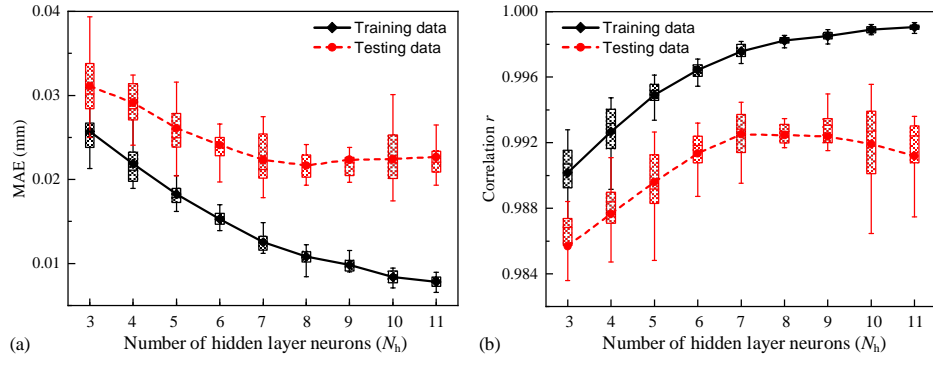 0.04
0.03
0.02
0.01
MAE (mm)
Training data
Testing data
3 4 5 6 7 8 9 10 11
(a) Number of hidden layer neurons (Nh)
1.000
0.996
0.992
0.988
0.984
Correlation r
Training data
Testing data
3 4 5 6 7 8 9 10 11
(b) Number of hidden layer neurons (Nh)